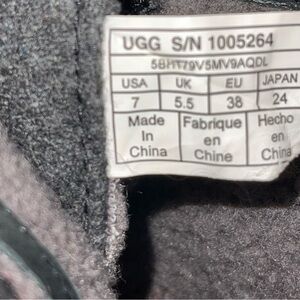 UGG S/N 1005264
5BHT79V5MV9AQDL
USA UK EU JAPAN
7 5.5 38 24
Made Fabrique Hecho
In en en
China Chine China